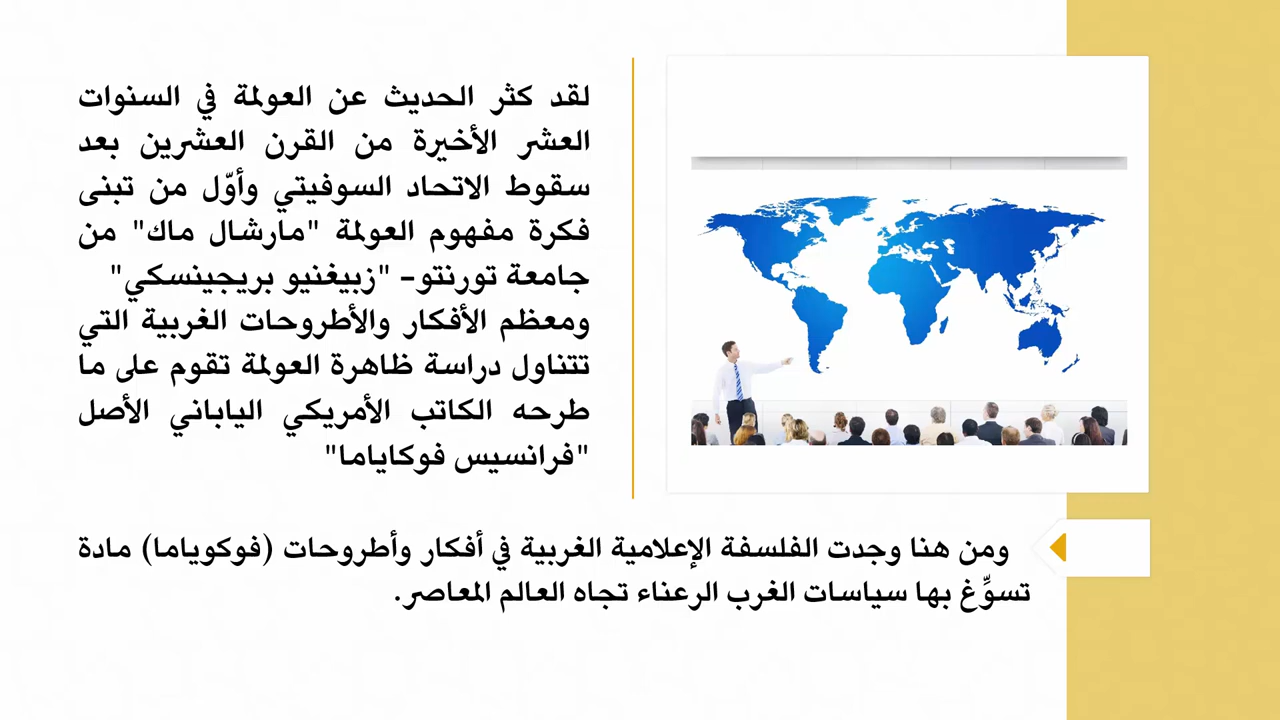 لقد كثر الحديث عن العولمة في السنوات
العشر الأخيرة من القرن العشرين بعد
سقوط الاتحاد السوفيتي وأوّل من تبنى
فكرة مفهوم العولمة "مارشال ماك" من
جامعة تورنتو- "زبيغنيو بريجينسكي"
ومعظم الأفكار والأطروحات الغربية التي
تتناول دراسة ظاهرة العولمة تقوم على ما
طرحه الكاتب الأمريكي الياباني الأصل
"فرانسيس فوكاياما"
ومن هنا وجدت الفلسفة الإعلامية الغربية في أفكار وأطروحات (فوكوياما) مادة
تسوِّغ بها سياسات الغرب الرعناء تجاه العالم المعاصر.